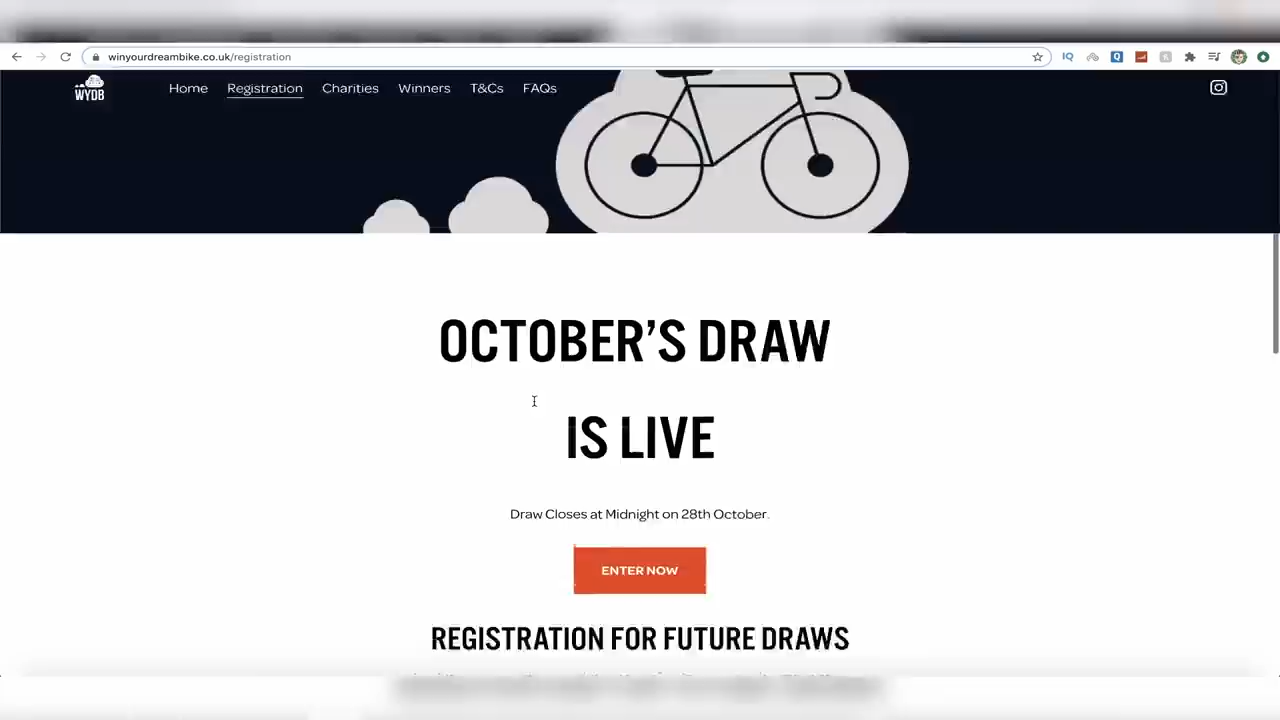 winyourdreambike.co.uk/registration
IQ
WYDB
Home Registration Charities Winners T&Cs FAQs
OCTOBER'S DRAW
IS LIVE
Draw Closes at Midnight on 28th October.
ENTER NOW
REGISTRATION FOR FUTURE DRAWS